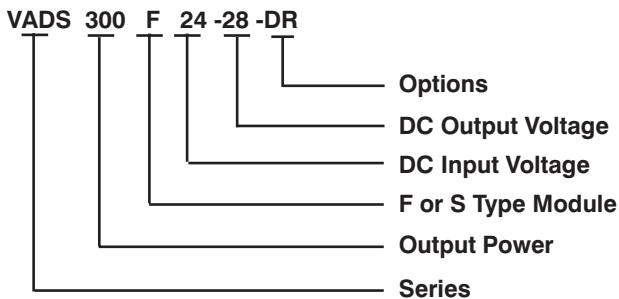 VADS 300 F 24 -28 -DR
Options
DC Output Voltage
DC Input Voltage
F or S Type Module
Output Power
Series